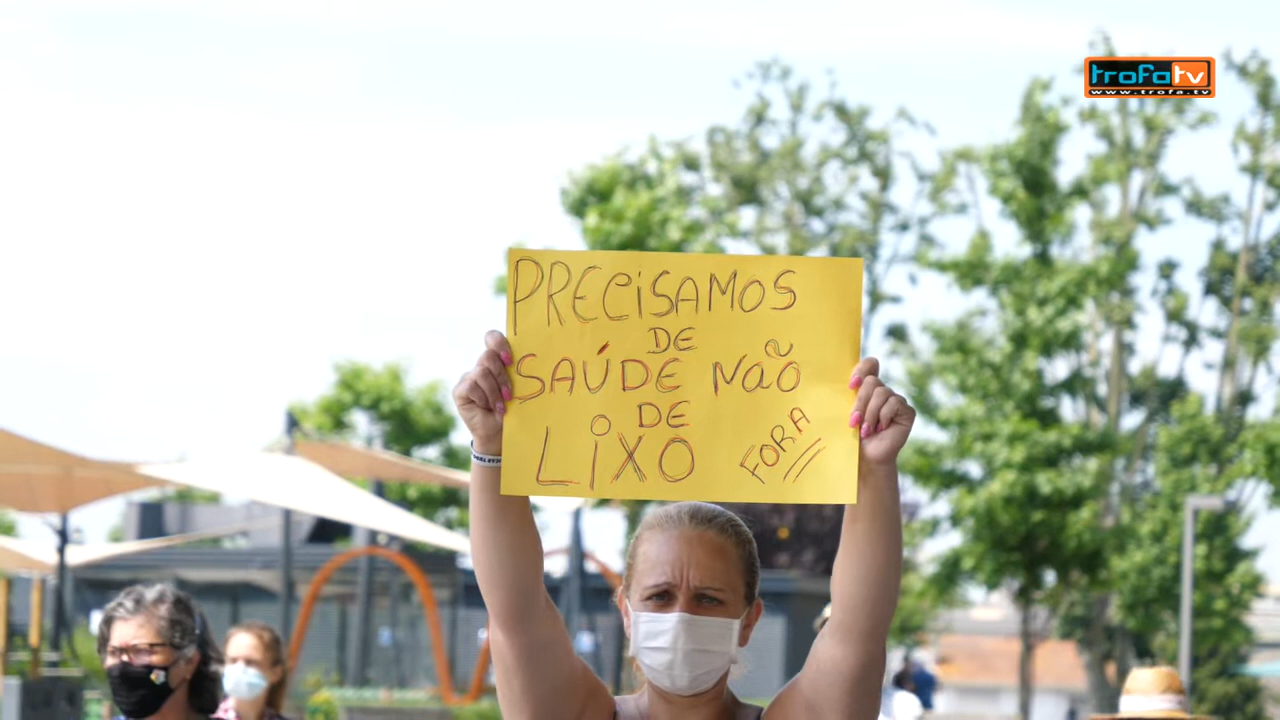 trofatv
www.trofa.tv
PRECiSAMOS
DE
SAÚDE Não
DE
LiXO FORA